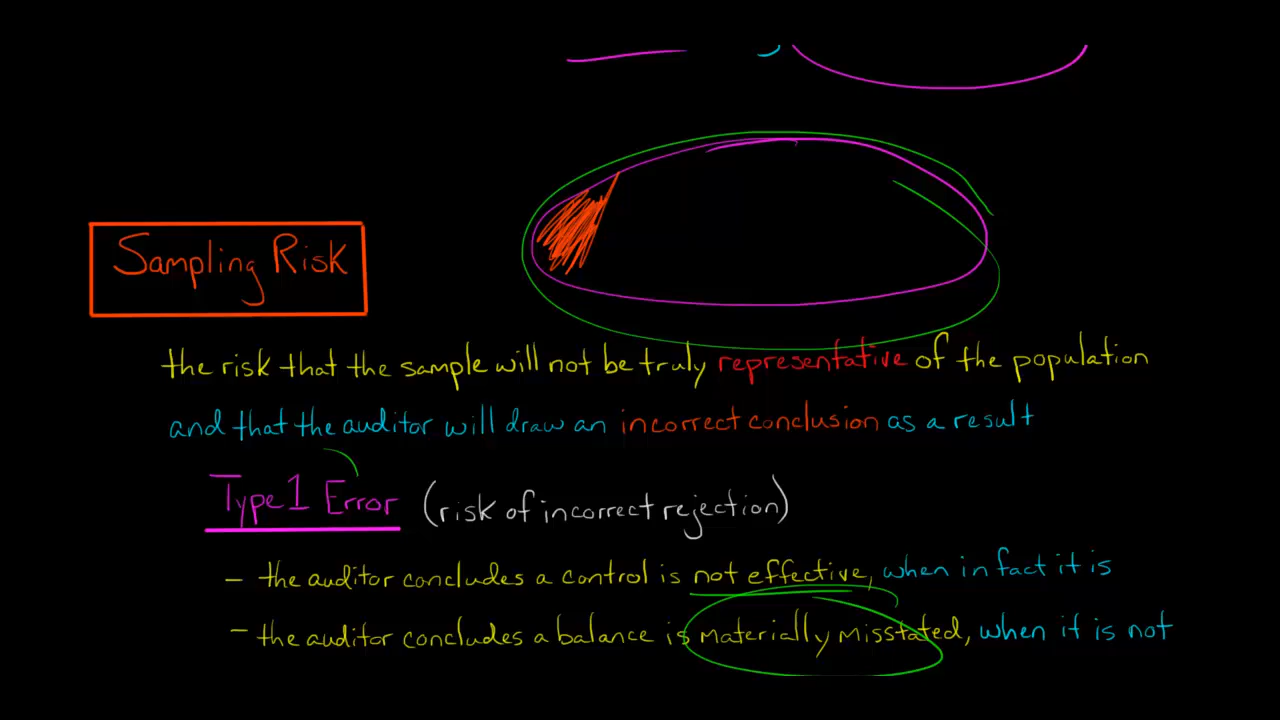 Sampling Risk
the risk that the sample will not be truly representative of the population
and that the auditor will draw an incorrect conclusion as a result
Type 1 Error (risk of incorrect rejection)
- the auditor concludes a control is not effective, when in fact it is
- the auditor concludes a balance is materially misstated, when it is not